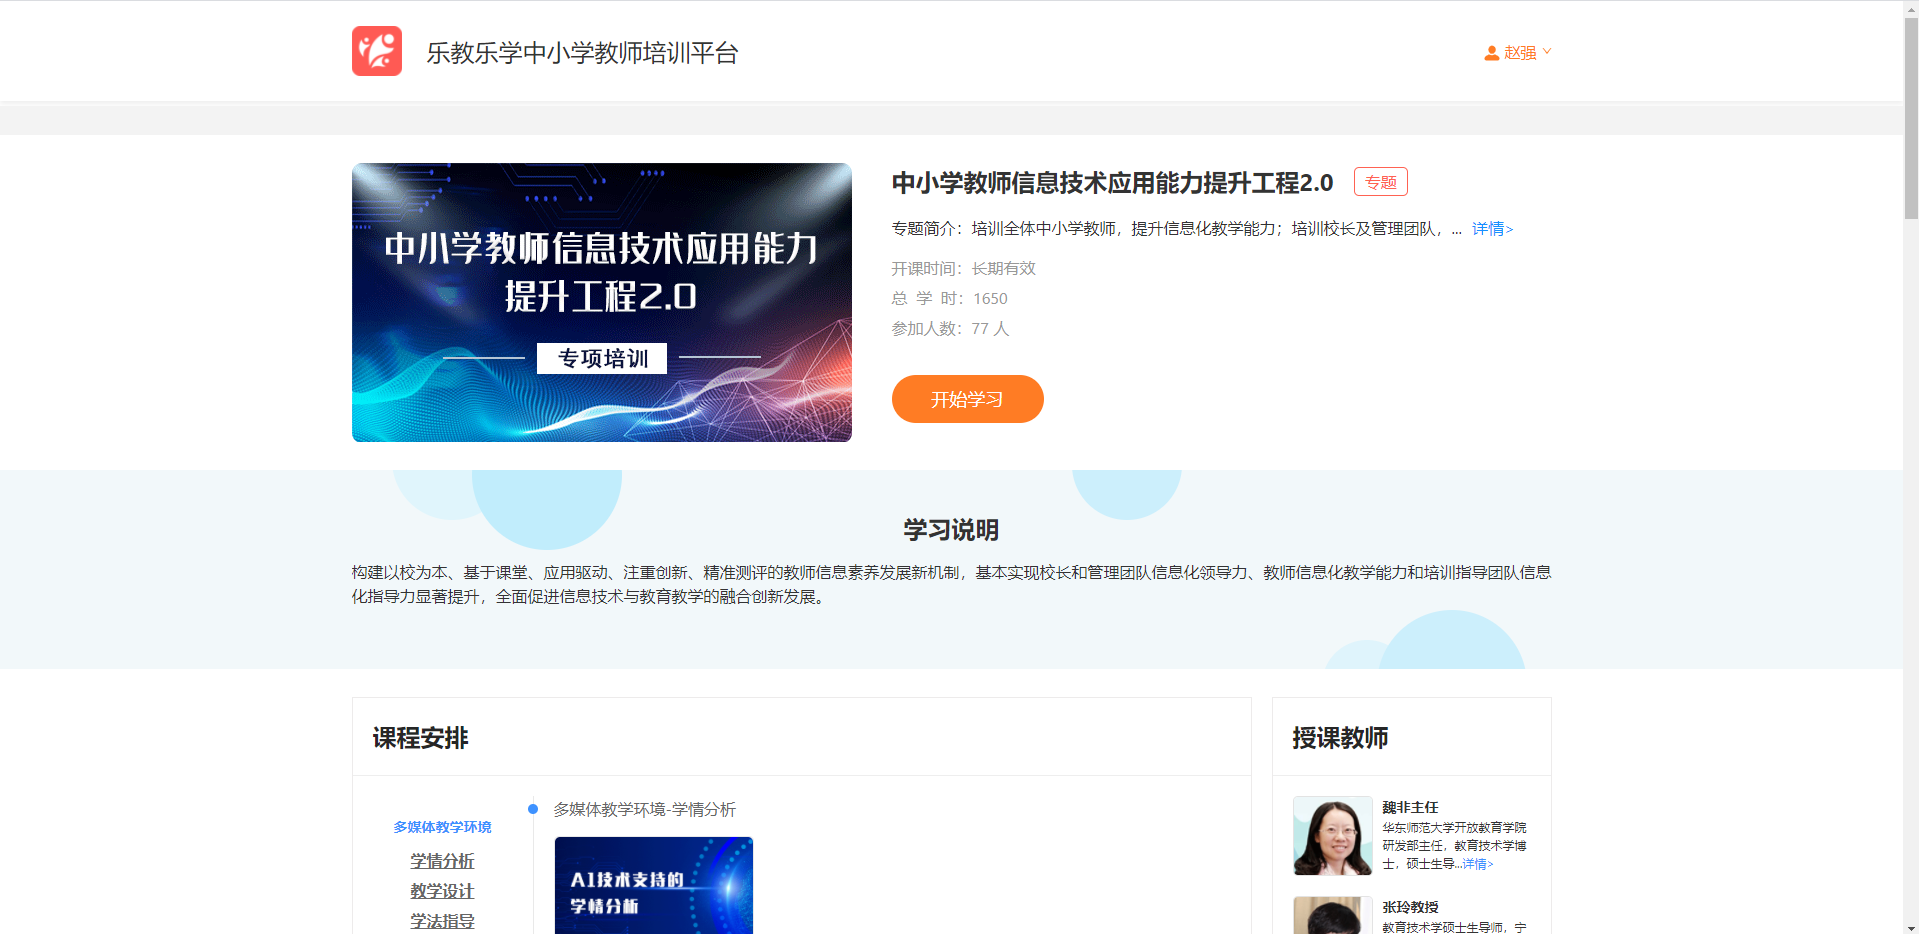 乐教乐学中小学教师培训平台
赵强
中小学教师信息技术应用能力
提升工程2.0
专项培训
中小学教师信息技术应用能力提升工程2.0 专题
专题简介：培训全体中小学教师，提升信息化教学能力；培训校长及管理团队，... 详情>
开课时间：长期有效
总 学 时：1650
参加人数：77 人
开始学习
学习说明
构建以校为本、基于课堂、应用驱动、注重创新、精准测评的教师信息素养发展新机制，基本实现校长和管理团队信息化领导力、教师信息化教学能力和培训指导团队信息
化指导力显著提升，全面促进信息技术与教育教学的融合创新发展。
课程安排
多媒体教学环境
学情分析
教学设计
学法指导
多媒体教学环境-学情分析
A1技术支持的
学情分析
授课教师
魏非主任
华东师范大学开放教育学院
研发部主任，教育技术学博
士，硕士生导...详情>
张玲教授
教育技术学硕士生导师，宁